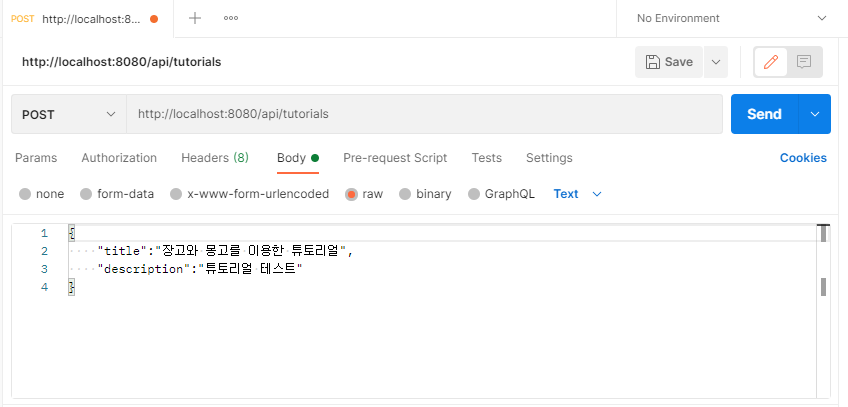 POST http://localhost:8... No Environment
http://localhost:8080/api/tutorials Save
POST http://localhost:8080/api/tutorials Send
Params Authorization Headers (8) Body Pre-request Script Tests Settings Cookies
none form-data x-www-form-urlencoded raw binary GraphQL Text
1 {
2 "title":"장고와 몽고를 이용한 튜토리얼",
3 "description":"튜토리얼 테스트"
4 }